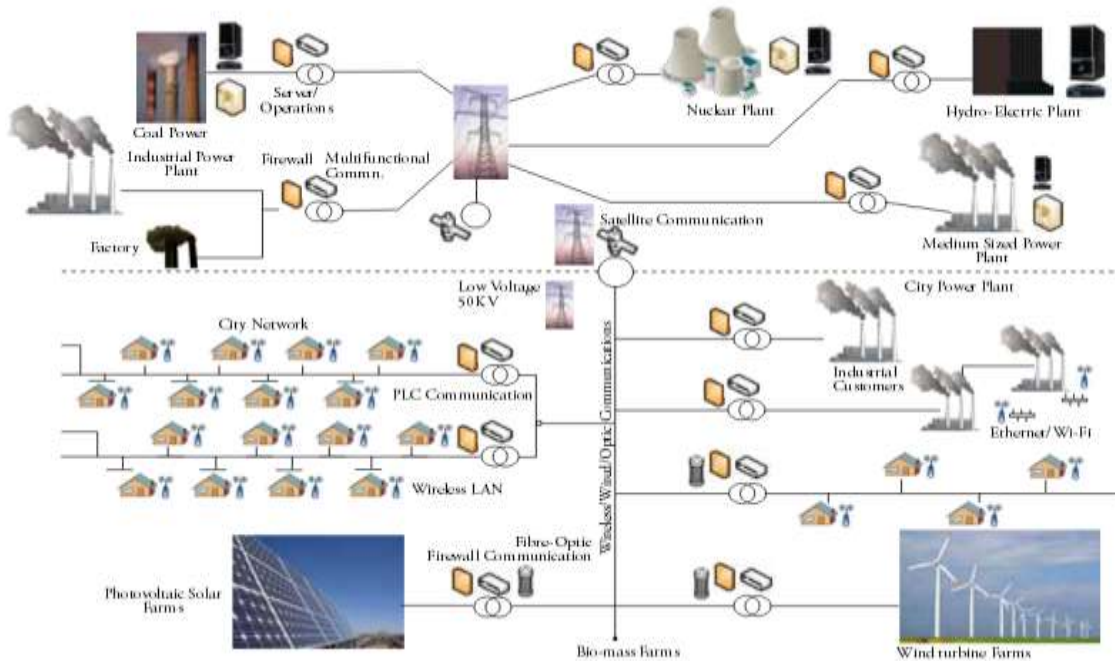 Server/
Operations
Coal Power
Nuclear Plant
Hydro-Electric Plant
Industrial Power
Plant
Firewall
Multifunctional
Commn.
Satellite Communication
Factory
Medium Sized Power
Plant
Low Voltage
50KV
City Power Plant
City Network
Industrial
Customers
PLC Communication
Ethernet/Wi-Fi
Wireless/Wired/Optic Communications
Wireless LAN
Fibre-Optic
Firewall Communication
Photovoltaic Solar
Farms
Bio-mass Farms
Wind turbine Farms